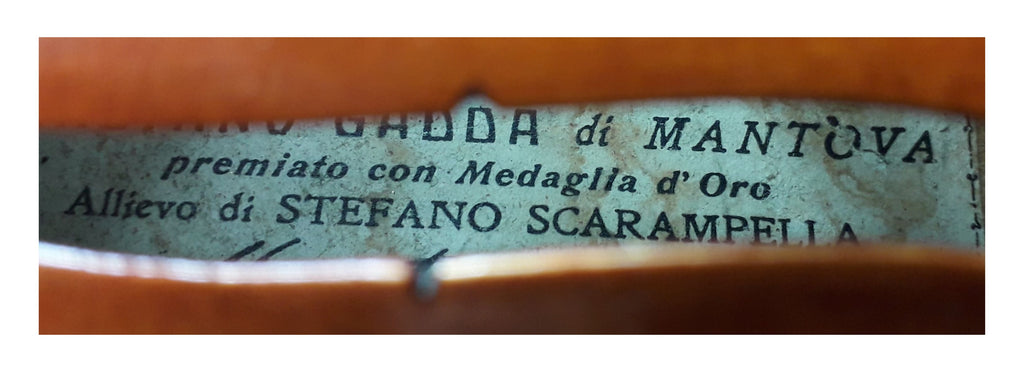 GADDA di MANTOVA
premiato con Medaglia d'Oro
Allievo di STEFANO SCARAMPELLA